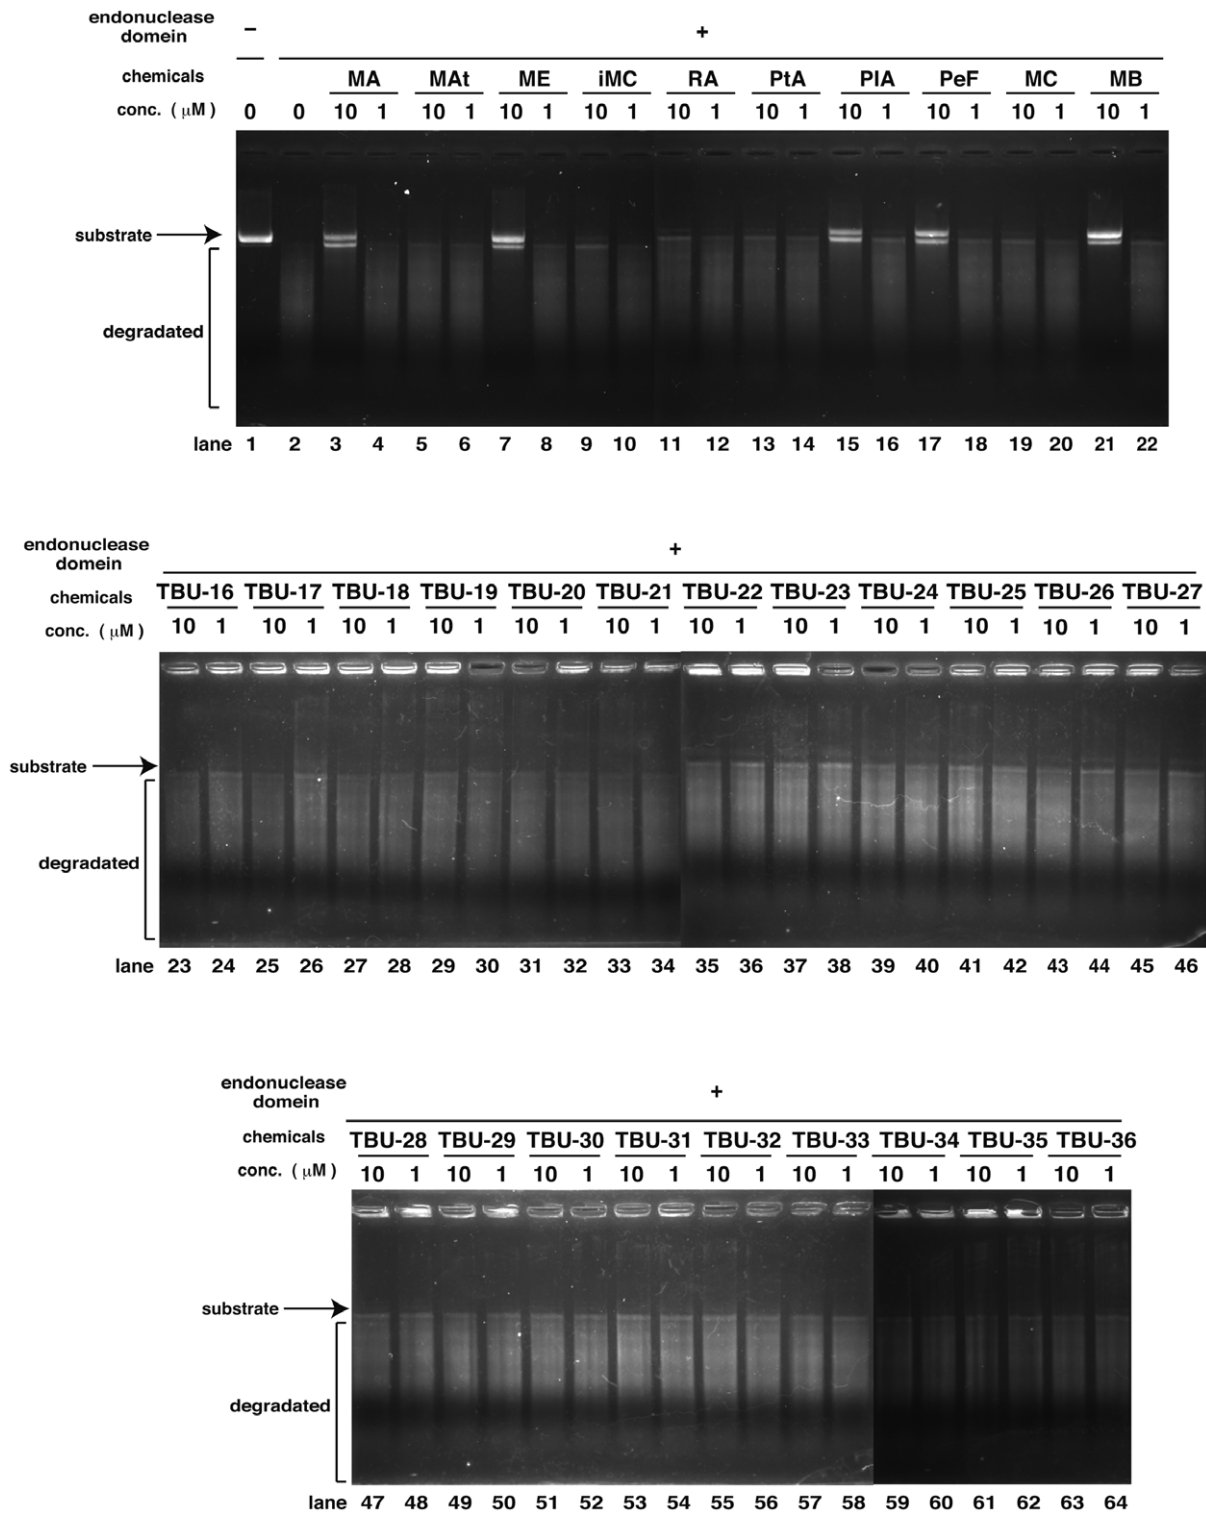 endonuclease
domein
− +
chemicals MA MAt ME iMC RA PtA PlA PeF MC MB
conc. ( μM ) 0 0 10 1 10 1 10 1 10 1 10 1 10 1 10 1 10 1 10 1 10 1
substrate
degradated
lane 1 2 3 4 5 6 7 8 9 10 11 12 13 14 15 16 17 18 19 20 21 22
endonuclease
domein
+
chemicals TBU-16 TBU-17 TBU-18 TBU-19 TBU-20 TBU-21 TBU-22 TBU-23 TBU-24 TBU-25 TBU-26 TBU-27
conc. ( μM ) 10 1 10 1 10 1 10 1 10 1 10 1 10 1 10 1 10 1 10 1 10 1 10 1
substrate
degradated
lane 23 24 25 26 27 28 29 30 31 32 33 34 35 36 37 38 39 40 41 42 43 44 45 46
endonuclease
domein
+
chemicals TBU-28 TBU-29 TBU-30 TBU-31 TBU-32 TBU-33 TBU-34 TBU-35 TBU-36
conc. ( μM ) 10 1 10 1 10 1 10 1 10 1 10 1 10 1 10 1 10 1
substrate
degradated
lane 47 48 49 50 51 52 53 54 55 56 57 58 59 60 61 62 63 64